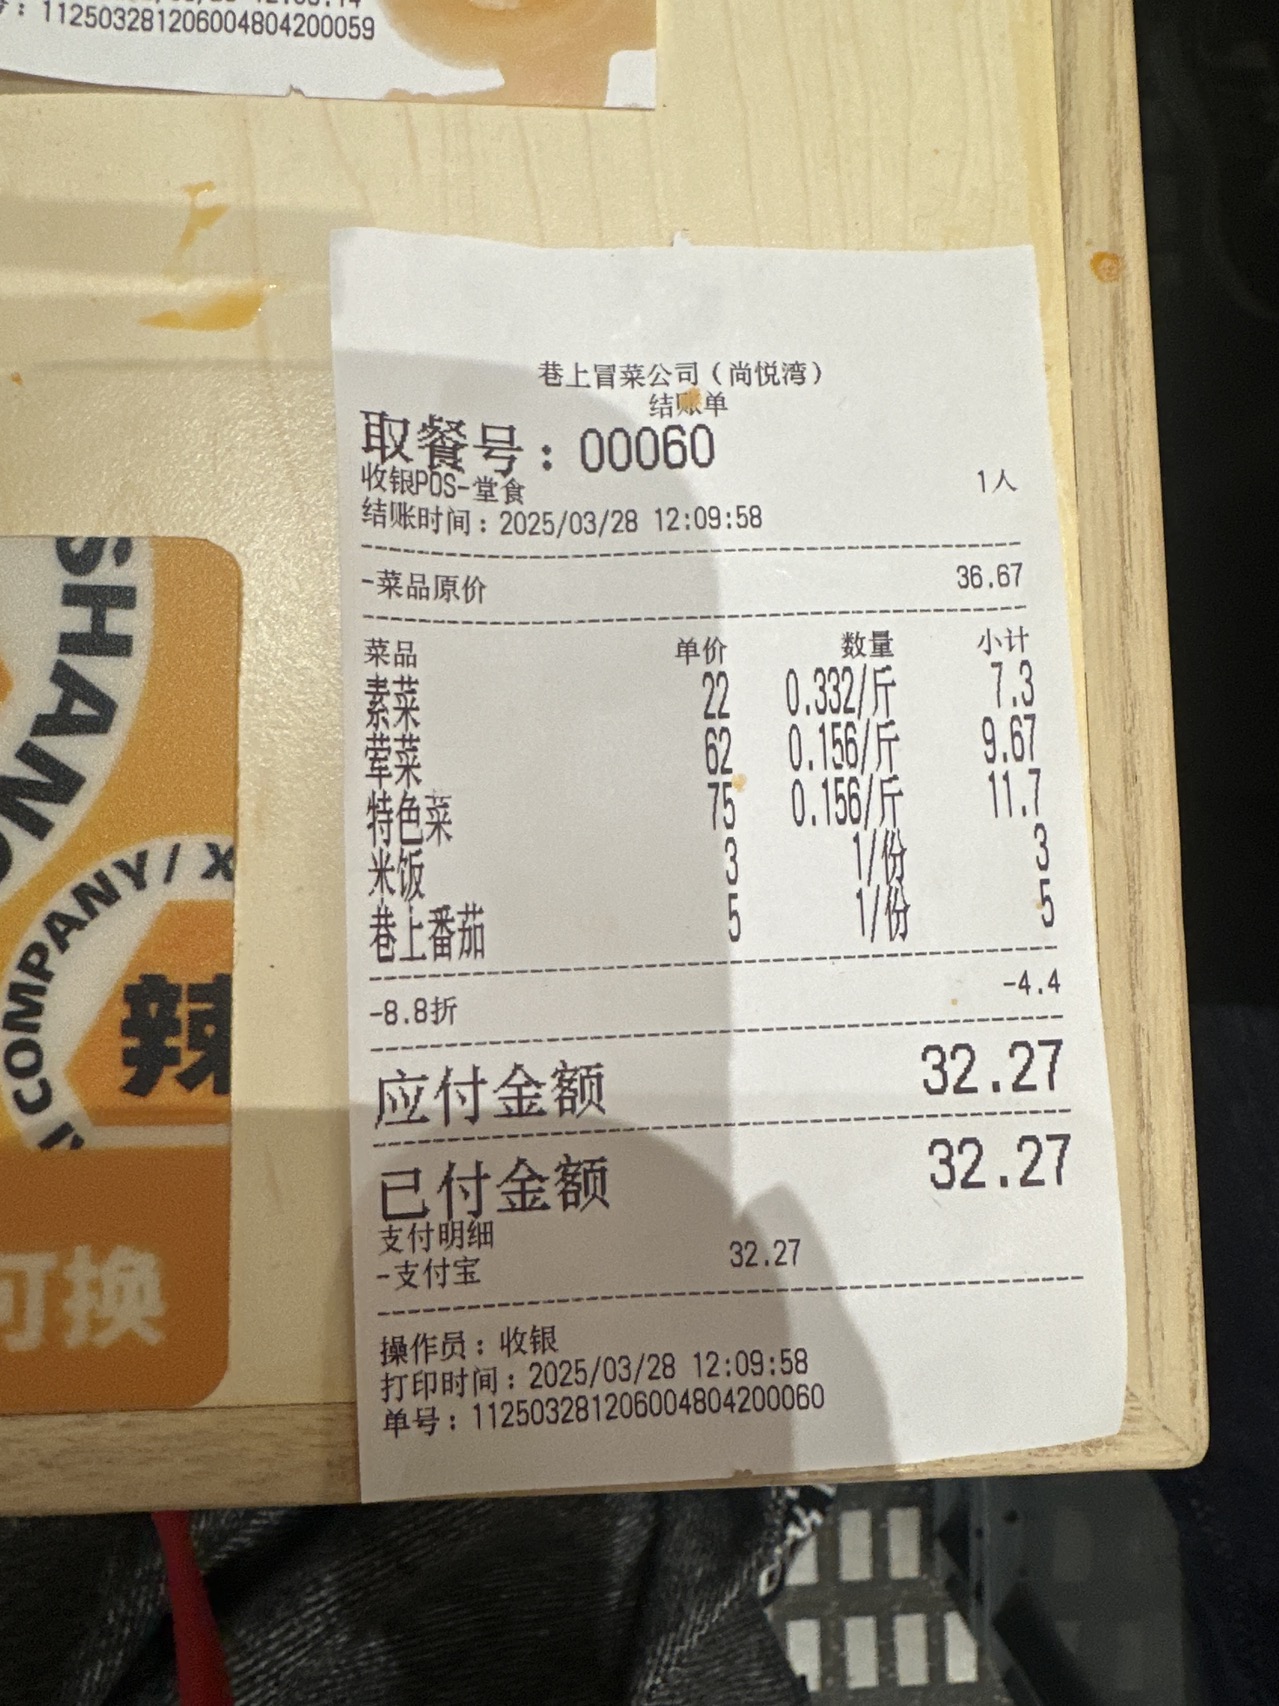 : 1125032812060048042000​59
巷上冒菜公司（尚悦湾）
结账单
取餐号：00060
收银POS-堂食 1人
结账时间：2025/03/28 12:09:58
-菜品原价 36.67
菜品 单价 数量 小计
素菜 22 0.332/斤 7.3
荤菜 62 0.156/斤 9.67
特色菜 75 0.156/斤 11.7
米饭 3 1/份 3
巷上番茄 5 1/份 5
-8.8折 -4.4
应付金额 32.27
已付金额 32.27
支付明细
-支付宝 32.27
操作员：收银
打印时间：2025/03/28 12:09:58
单号：112503281206004804200060
SHAN
COMPANY/ X
辣
可换